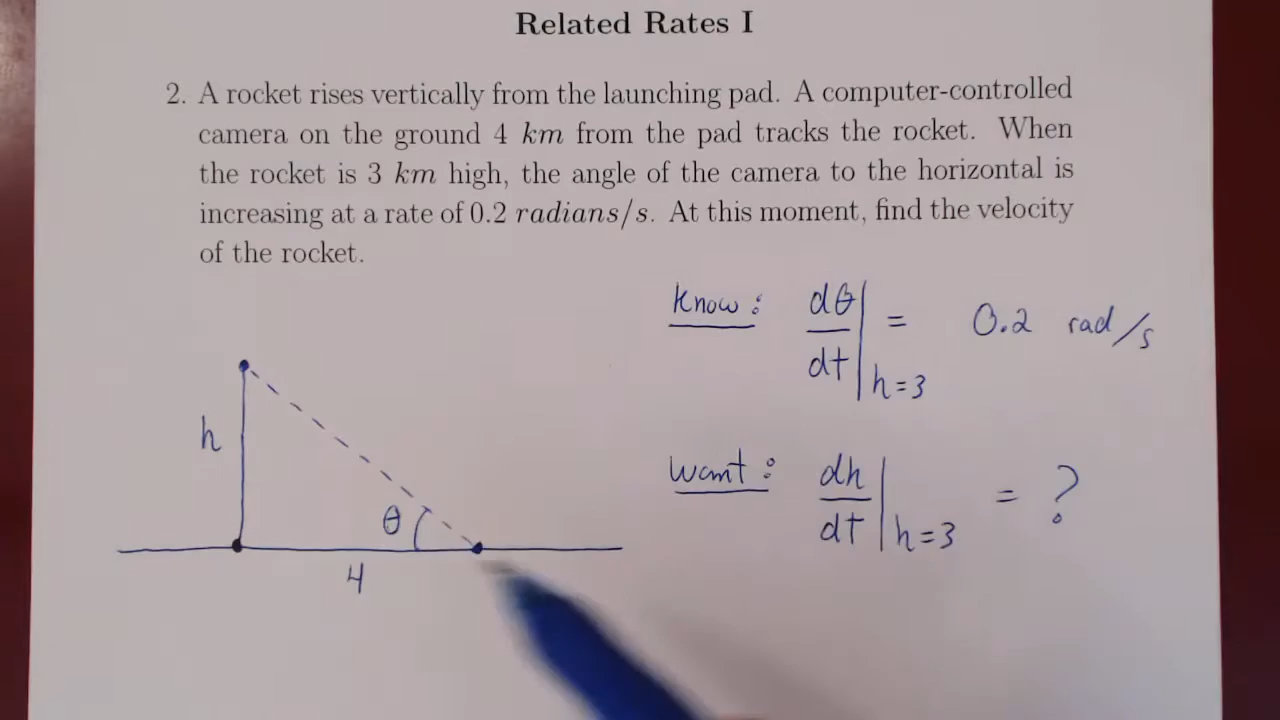 Related Rates I
2. A rocket rises vertically from the launching pad. A computer-controlled
camera on the ground 4 km from the pad tracks the rocket. When
the rocket is 3 km high, the angle of the camera to the horizontal is
increasing at a rate of 0.2 radians/s. At this moment, find the velocity
of the rocket.
Know: dθ/dt|h=3 = 0.2 rad/s
h
Want: dh/dt|h=3 = ?
θ
4